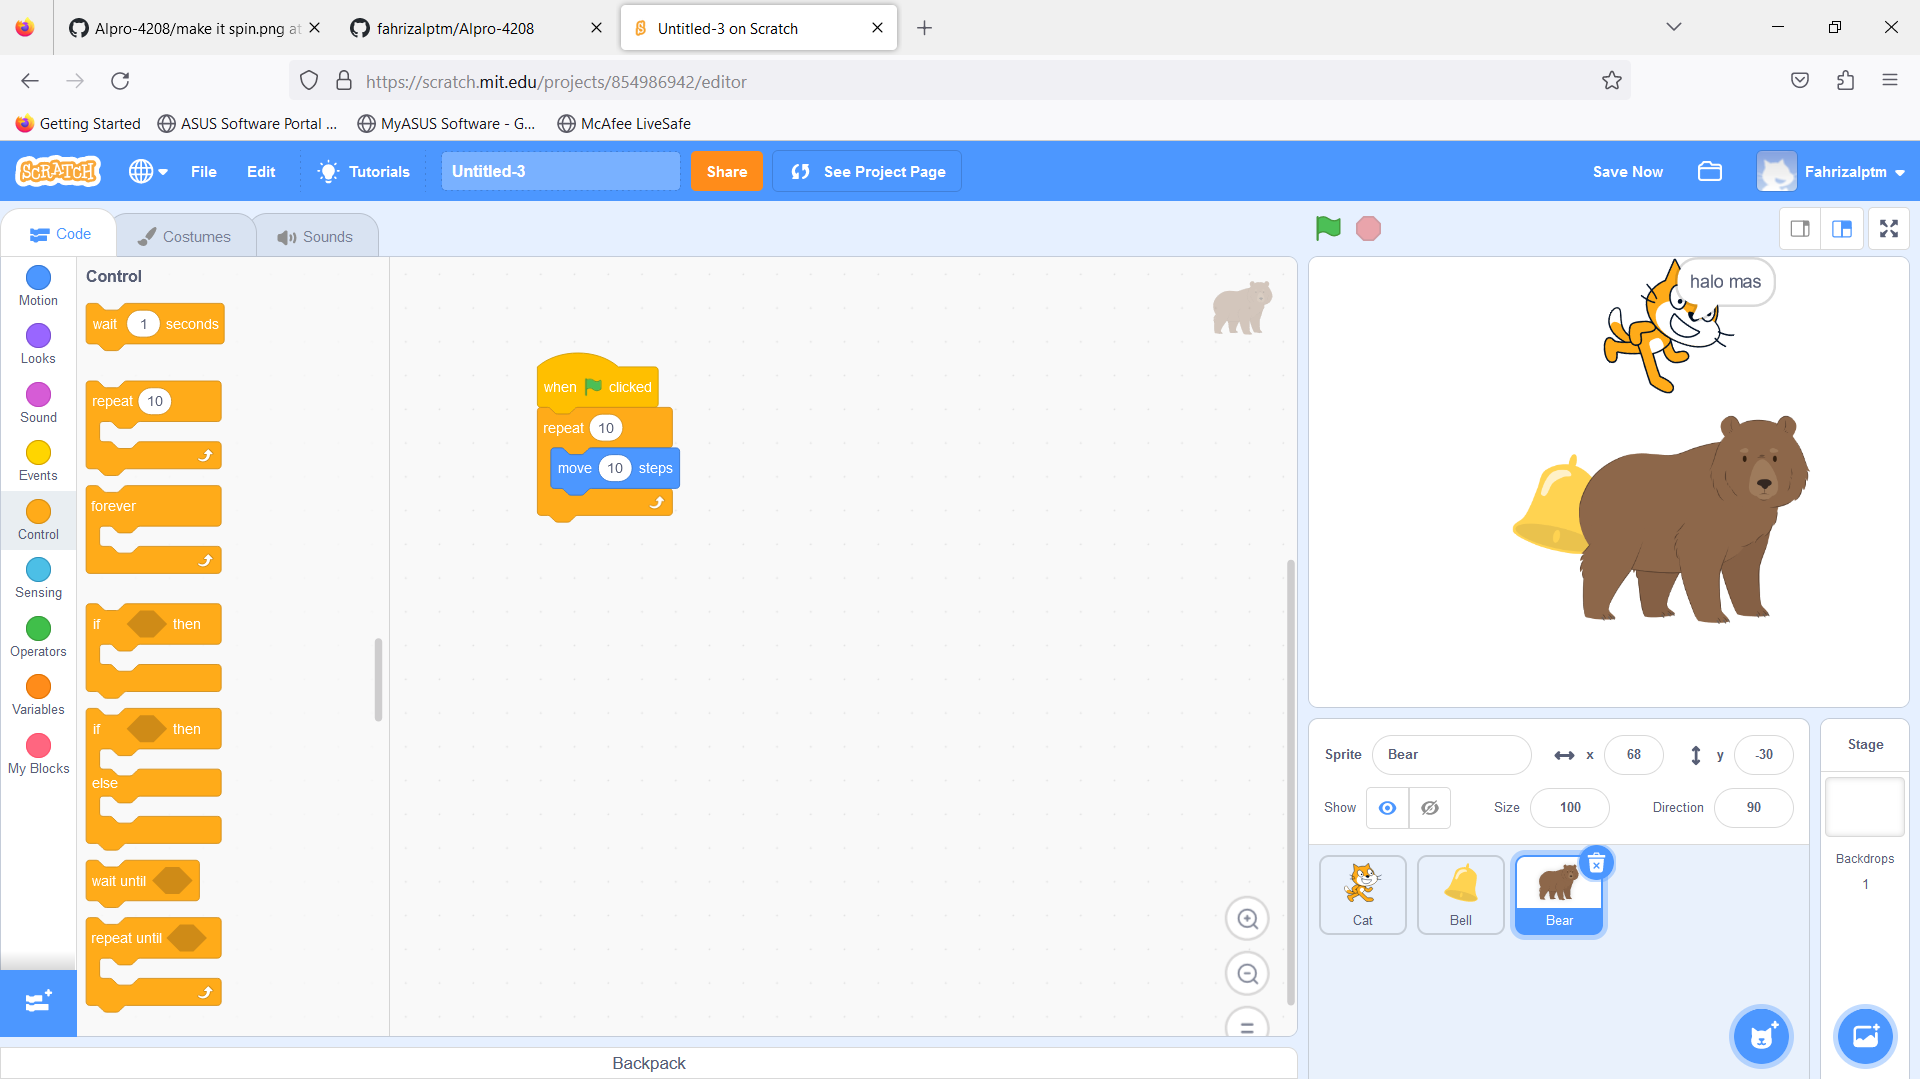 Alpro-4208/make it spin.png at
fahrizalptm/Alpro-4208
Untitled-3 on Scratch
https://scratch.mit.edu/projects/854986942/editor
Getting Started
ASUS Software Portal ...
MyASUS Software - G...
McAfee LiveSafe
SCRATCH
File
Edit
Tutorials
Untitled-3
Share
See Project Page
Save Now
Fahrizalptm
Code
Costumes
Sounds
Motion
Looks
Sound
Events
Control
Sensing
Operators
Variables
My Blocks
Control
wait 1 seconds
repeat 10
forever
if then
if then
else
wait until
repeat until
when clicked
repeat 10
move 10 steps
halo mas
Sprite Bear x 68 y -30
Show Size 100 Direction 90
Cat
Bell
Bear
Stage
Backdrops
1
Backpack